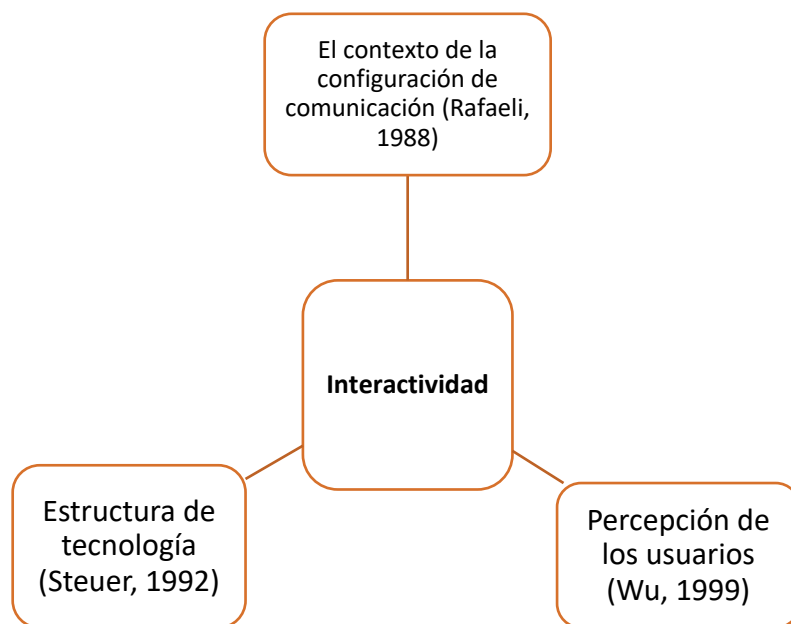 El contexto de la
configuración de
comunicación (Rafaeli,
1988)
Interactividad
Estructura de
tecnología
(Steuer, 1992)
Percepción de
los usuarios
(Wu, 1999)